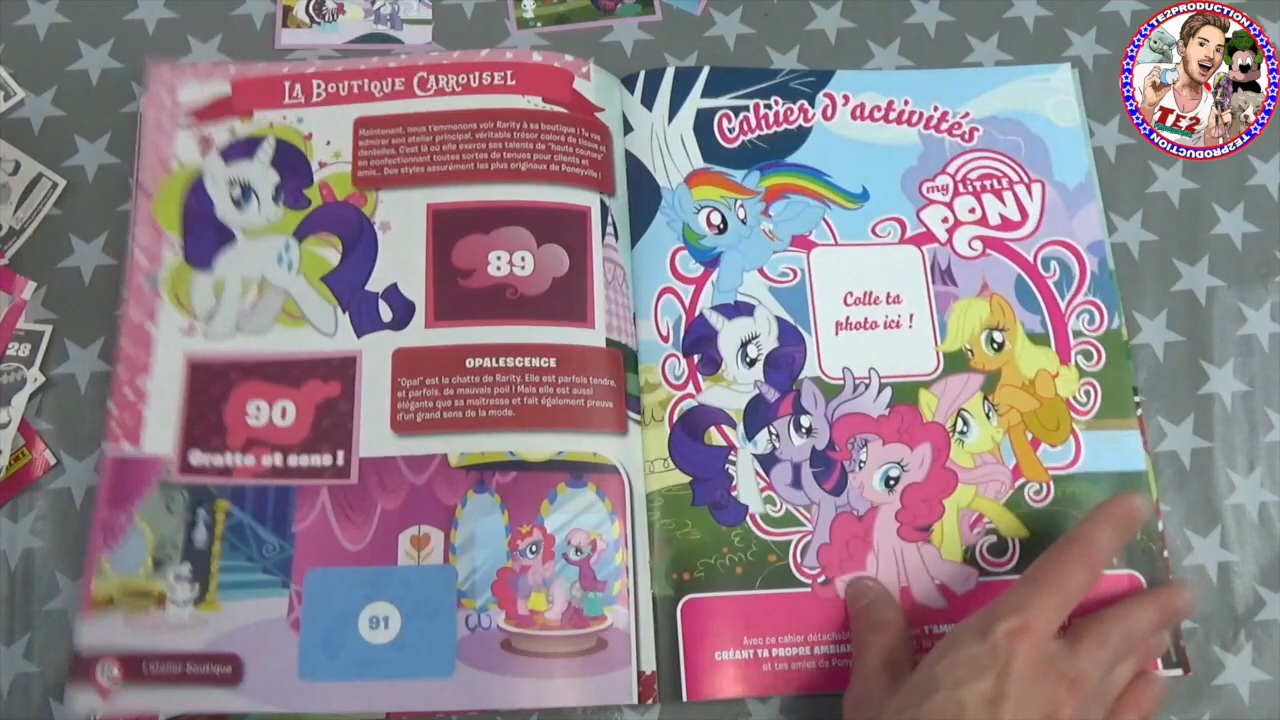 LA BOUTIQUE CARROUSEL
Maintenant, nous t'emmenons voir Rarity à sa boutique ! Tu vas
admirer son atelier principal, véritable trésor coloré de tissus et
dentelles. C'est là où elle exerce ses talents de "haute couture"
en confectionnant toutes sortes de tenues pour clients et
amis... Des styles assurément les plus originaux de Poneyville !
89
OPALESCENCE
"Opal" est la chatte de Rarity. Elle est parfois tendre,
et parfois, de mauvais poil ! Mais elle est aussi
élégante que sa maîtresse et fait également preuve
d'un grand sens de la mode.
90
Gratte et sens !
91
L'atelier Boutique
Cahier d'activités
my LITTLE
PONY
Colle ta
photo ici !
Avec ce cahier détachable
CRÉANT TA PROPRE AMBIAN
et tes amies de Pon
28
TE2PRODUCTION
TE2
TE2PRODUCTION